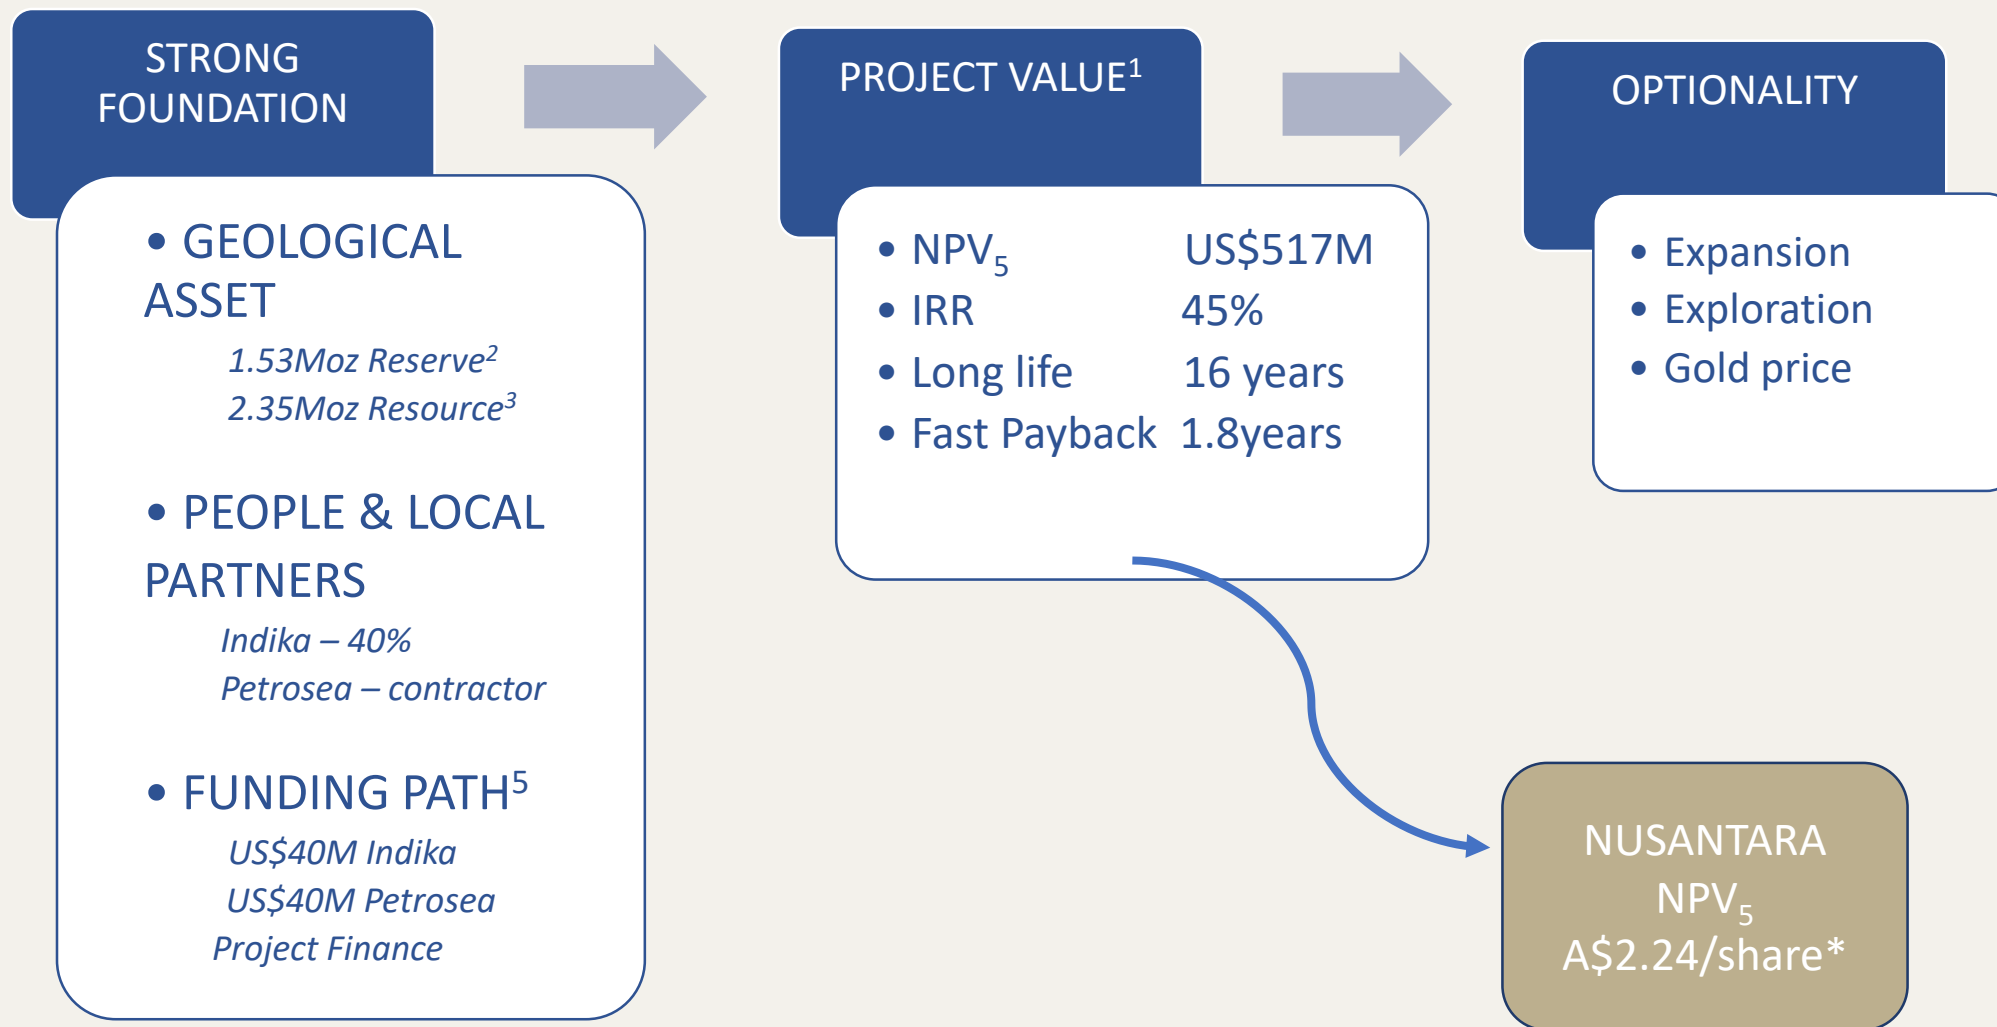 STRONG
FOUNDATION
• GEOLOGICAL
ASSET
1.53Moz Reserve²
2.35Moz Resource³
• PEOPLE & LOCAL
PARTNERS
Indika – 40%
Petrosea – contractor
• FUNDING PATH⁵
US$40M Indika
US$40M Petrosea
Project Finance
PROJECT VALUE¹
• NPV₅ US$517M
• IRR 45%
• Long life 16 years
• Fast Payback 1.8years
OPTIONALITY
• Expansion
• Exploration
• Gold price
NUSANTARA
NPV₅
A$2.24/share*